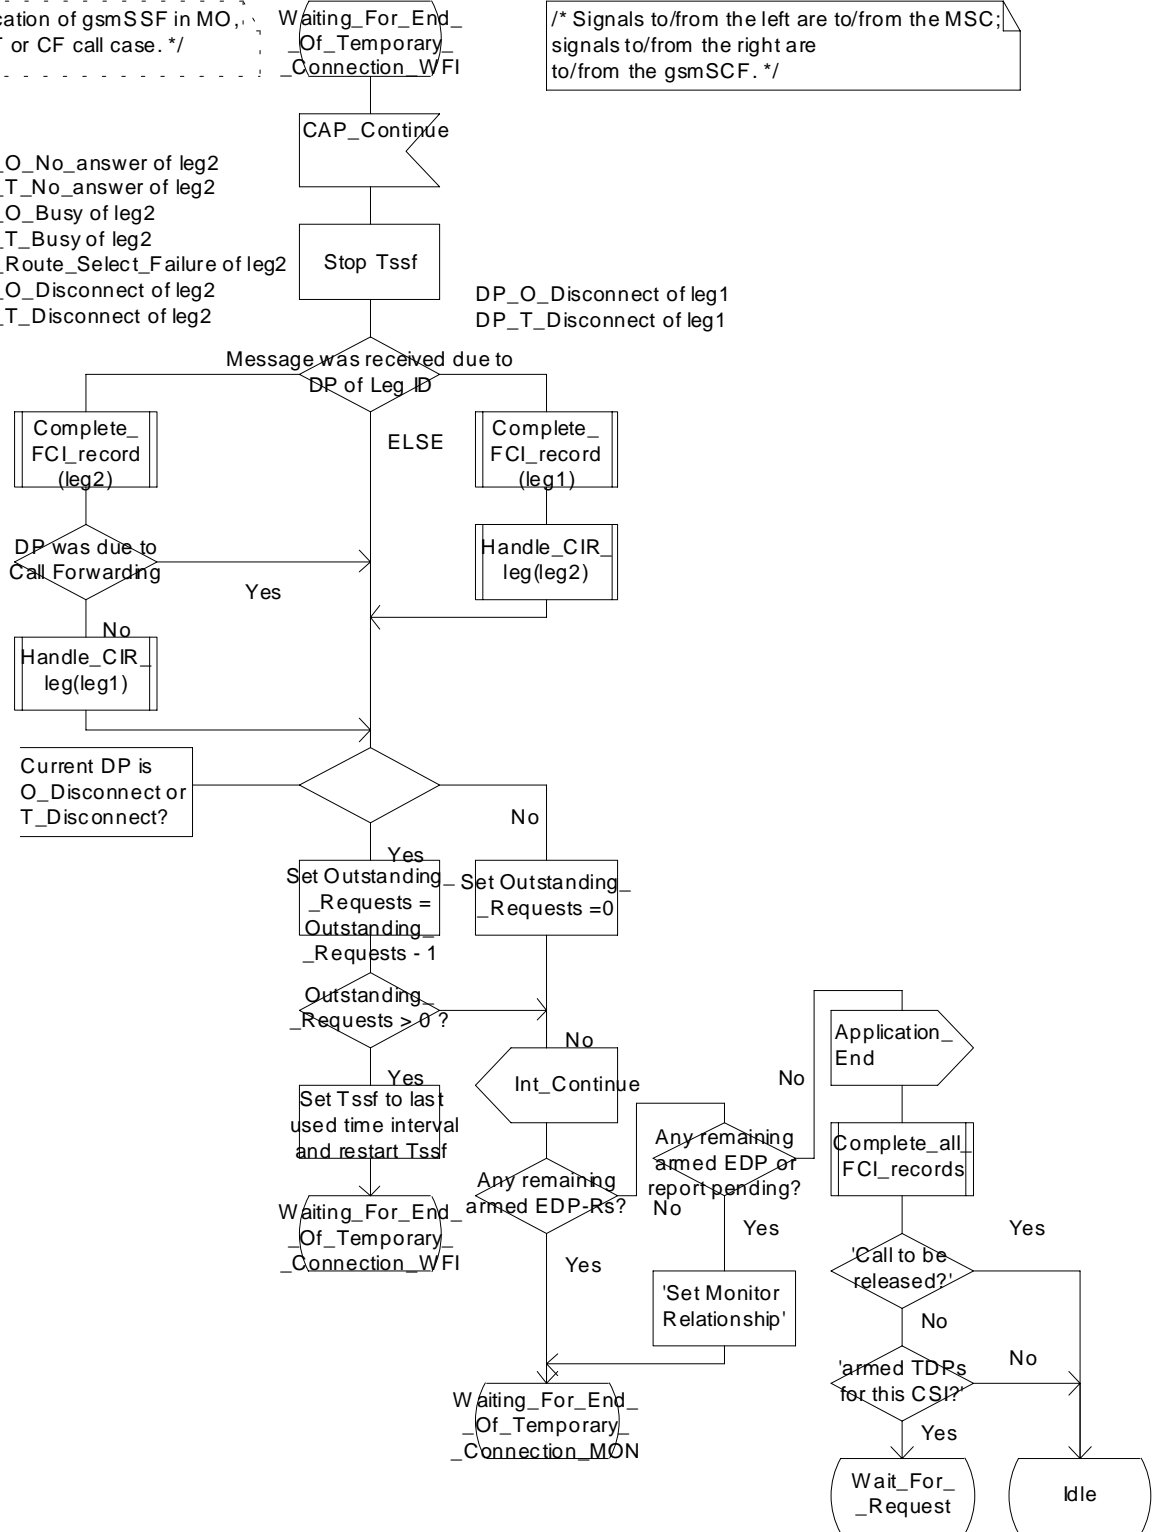 cation of gsmSSF in MO,
or CF call case. */
Waiting_For_End_
_Of_Temporary_
_Connection_WFI
/* Signals to/from the left are to/from the MSC;
signals to/from the right are
to/from the gsmSCF. */
CAP_Continue
_O_No_answer of leg2
_T_No_answer of leg2
_O_Busy of leg2
_T_Busy of leg2
_Route_Select_Failure of leg2
_O_Disconnect of leg2
_T_Disconnect of leg2
Stop Tssf
DP_O_Disconnect of leg1
DP_T_Disconnect of leg1
Message was received due to
DP of Leg ID
Complete_
FCI_record
(leg2)
ELSE
Complete_
FCI_record
(leg1)
DP was due to
Call Forwarding
Yes
Handle_CIR_
leg(leg2)
No
Handle_CIR_
leg(leg1)
Current DP is
O_Disconnect or
T_Disconnect?
No
Yes
Set Outstanding_
_Requests =
Outstanding_
_Requests - 1
Set Outstanding_
_Requests =0
Outstanding_
_Requests > 0 ?
No
Yes
Set Tssf to last
used time interval
and restart Tssf
Int_Continue
Application_
End
No
Any remaining
armed EDP or
report pending?
Complete_all_
FCI_records
Waiting_For_End_
_Of_Temporary_
_Connection_WFI
Any remaining
armed EDP-Rs?
No
Yes
Yes
Yes
'Call to be
released?'
'Set Monitor
Relationship'
No
'armed TDPs
for this CSI?'
No
Yes
Waiting_For_End_
_Of_Temporary_
_Connection_MON
Wait_For_
_Request
Idle